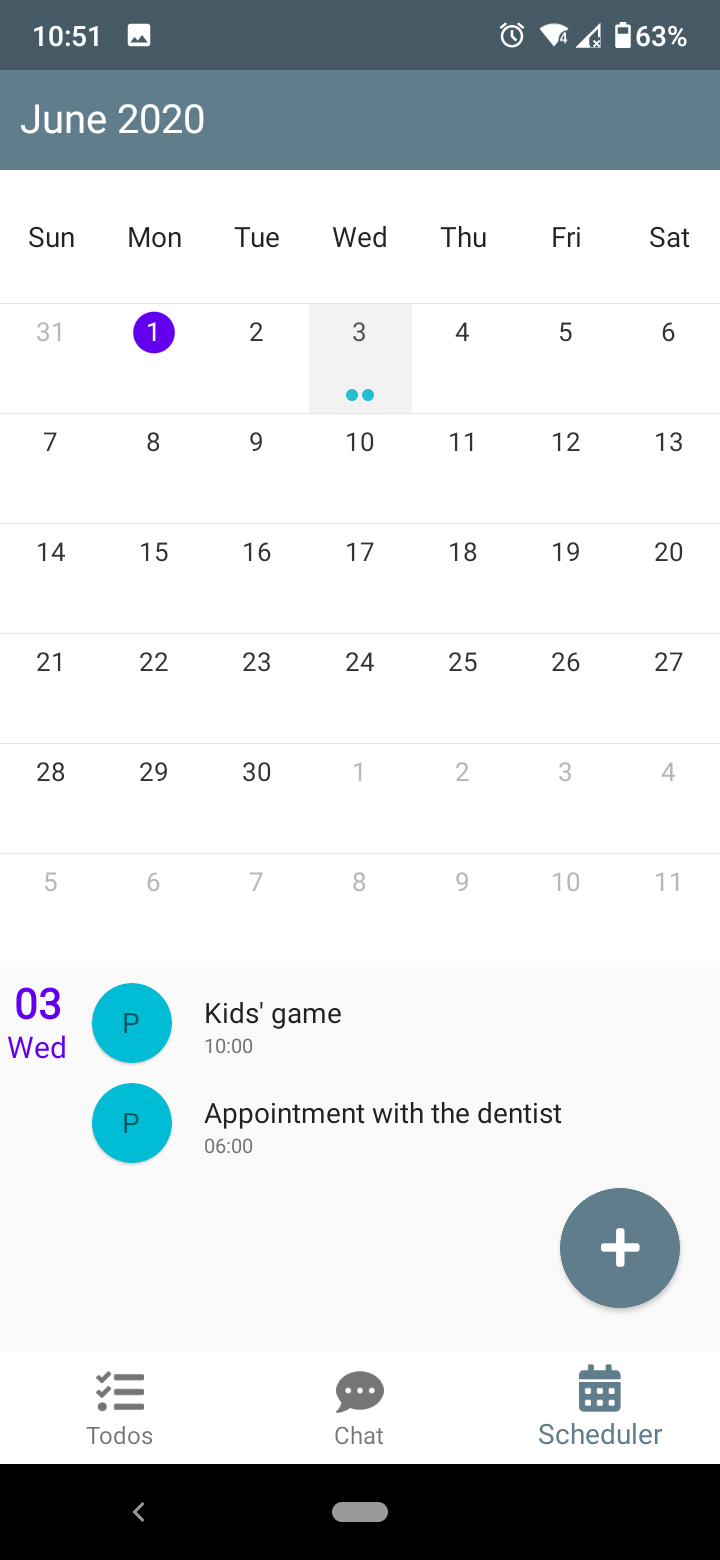 10:51 4 63%
June 2020
Sun Mon Tue Wed Thu Fri Sat
31 1 2 3 4 5 6
7 8 9 10 11 12 13
14 15 16 17 18 19 20
21 22 23 24 25 26 27
28 29 30 1 2 3 4
5 6 7 8 9 10 11
03
Wed
P
Kids' game
10:00
P
Appointment with the dentist
06:00
Todos Chat Scheduler